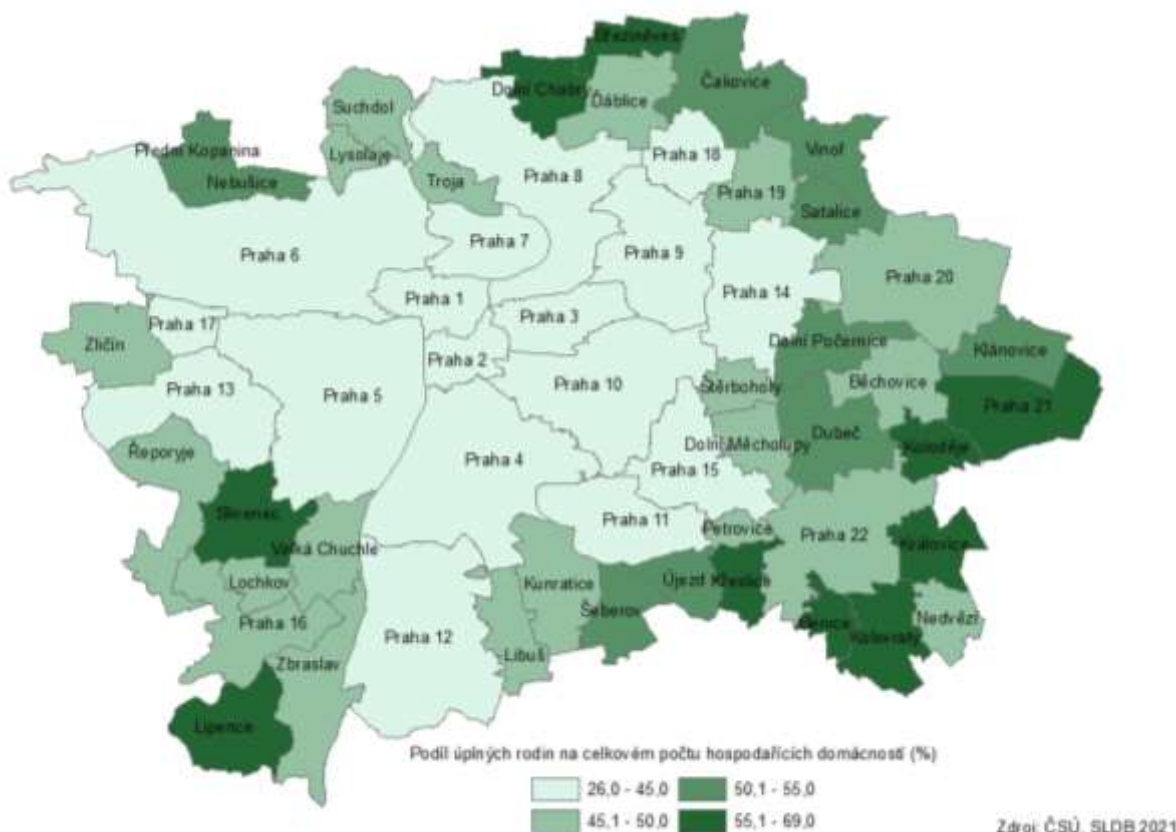 Březiněves
Dolní Chabry
Čakovice
Ďáblice
Suchdol
Přední Kopanina
Lysolaje
Praha 18
Vinoř
Nebušice
Troja
Praha 8
Praha 19
Satalice
Praha 7
Praha 9
Praha 6
Praha 20
Praha 1
Praha 14
Praha 3
Praha 17
Dolní Počernice
Klánovice
Zličín
Praha 2
Praha 13
Praha 5
Praha 10
Štěrboholy
Běchovice
Praha 21
Dubeč
Řeporyje
Praha 4
Dolní Měcholupy
Koloděje
Praha 15
Slivenec
Praha 11
Petrovice
Praha 22
Velká Chuchle
Královice
Lochkov
Kunratice
Újezd
Křeslice
Šeberov
Praha 16
Praha 12
Benice
Kolovraty
Nedvězí
Zbraslav
Libuš
Lipence
Podíl úplných rodin na celkovém počtu hospodařících domácností (%)
26,0 - 45,0
50,1 - 55,0
45,1 - 50,0
55,1 - 69,0
Zdroj: ČSÚ, SLDB 2021